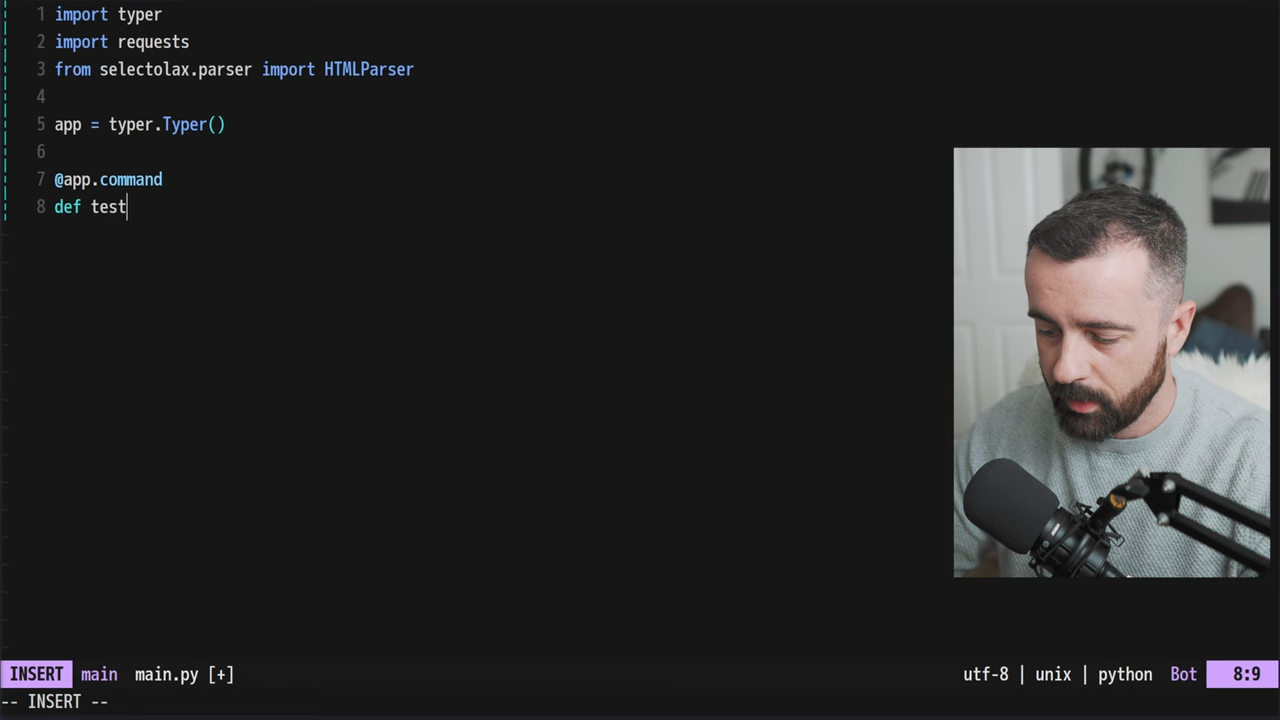 1 import typer
2 import requests
3 from selectolax.parser import HTMLParser
4
5 app = typer.Typer()
6
7 @app.command
8 def test
INSERT main main.py [+] utf-8 | unix | python Bot 8:9
-- INSERT --